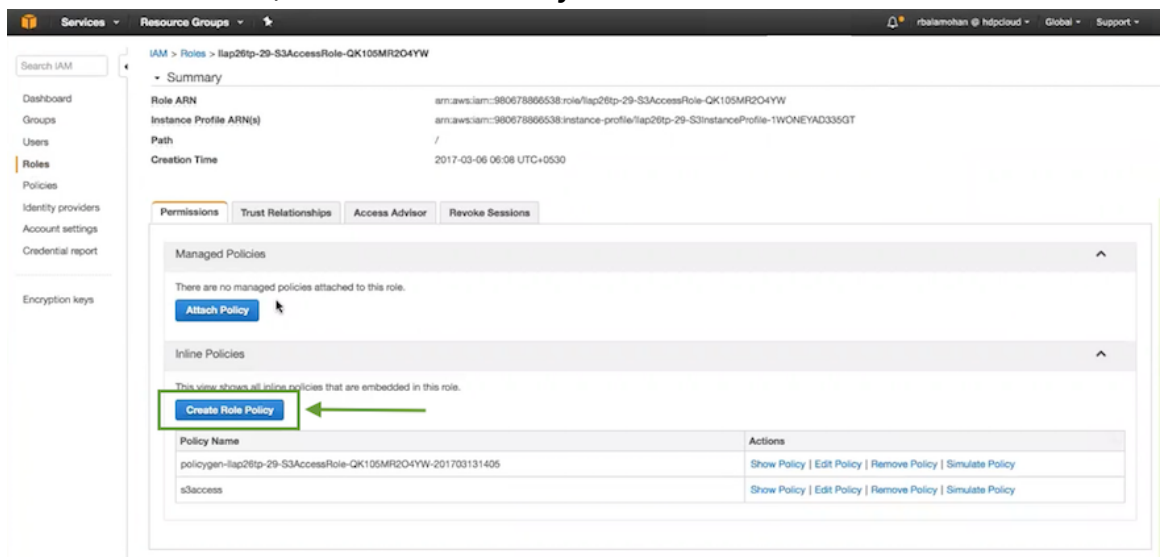 Services Resource Groups rbalamohan @ hdpcloud Global Support
Search IAM
Dashboard
Groups
Users
Roles
Policies
Identity providers
Account settings
Credential report
Encryption keys
IAM > Roles > llap26tp-29-S3AccessRole-QK105MR2O4YW
Summary
Role ARN arn:aws:iam::980678866538:role/llap26tp-29-S3AccessRole-QK105MR2O4YW
Instance Profile ARN(s) arn:aws:iam::980678866538:instance-profile/llap26tp-29-S3InstanceProfile-1WONEYAD335GT
Path /
Creation Time 2017-03-06 06:08 UTC+0530
Permissions Trust Relationships Access Advisor Revoke Sessions
Managed Policies
There are no managed policies attached to this role.
Attach Policy
Inline Policies
This view shows all inline policies that are embedded in this role.
Create Role Policy
Policy Name Actions
policygen-llap26tp-29-S3AccessRole-QK105MR2O4YW-201703131405 Show Policy | Edit Policy | Remove Policy | Simulate Policy
s3access Show Policy | Edit Policy | Remove Policy | Simulate Policy